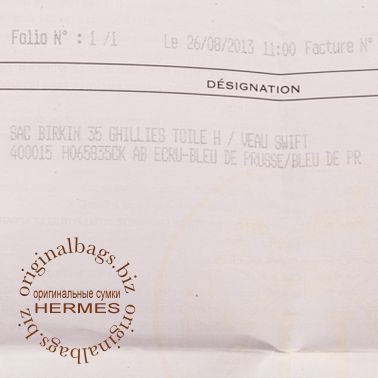 Folio N° : 1 /1 Le 26/08/2013 11:00 Facture N°
DÉSIGNATION
SAC BIRKIN 35 GHILLIES TOILE H / VEAU SWIFT
400015 H065835CK AB ECRU-BLEU DE PRUSSE/BLEU DE PR
originalbags.biz
оригинальные сумки
HERMES
originalbags.biz